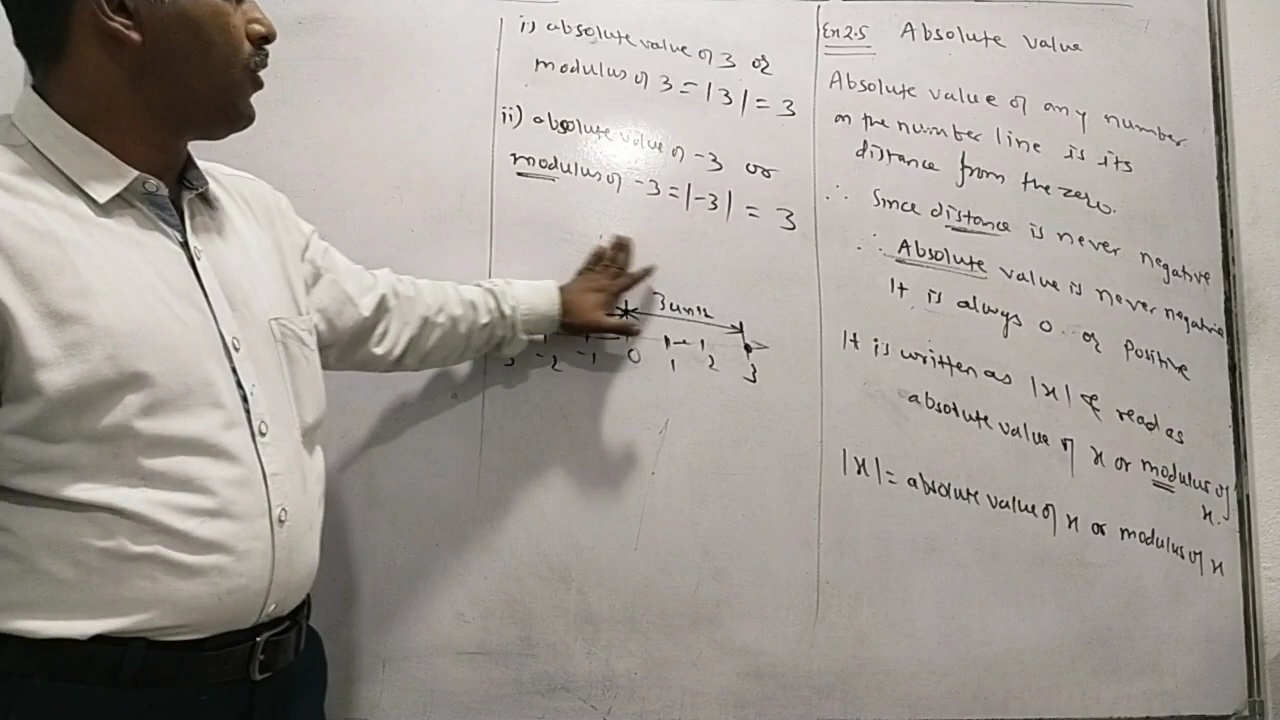 i) absolute value of 3 or
modulus of 3 = |3| = 3
ii) absolute value of -3 or
modulus of -3 = |-3| = 3
3 units
-2 -1 0 1 2 3
Ex 2.5 Absolute value
Absolute value of any number
on the number line is its
distance from the zero.
∴ Since distance is never negative
∴ Absolute value is never negative
It is always 0 or positive
It is written as |x| & read as
absolute value of x or modulus of
x.
|x| = absolute value of x or modulus of x